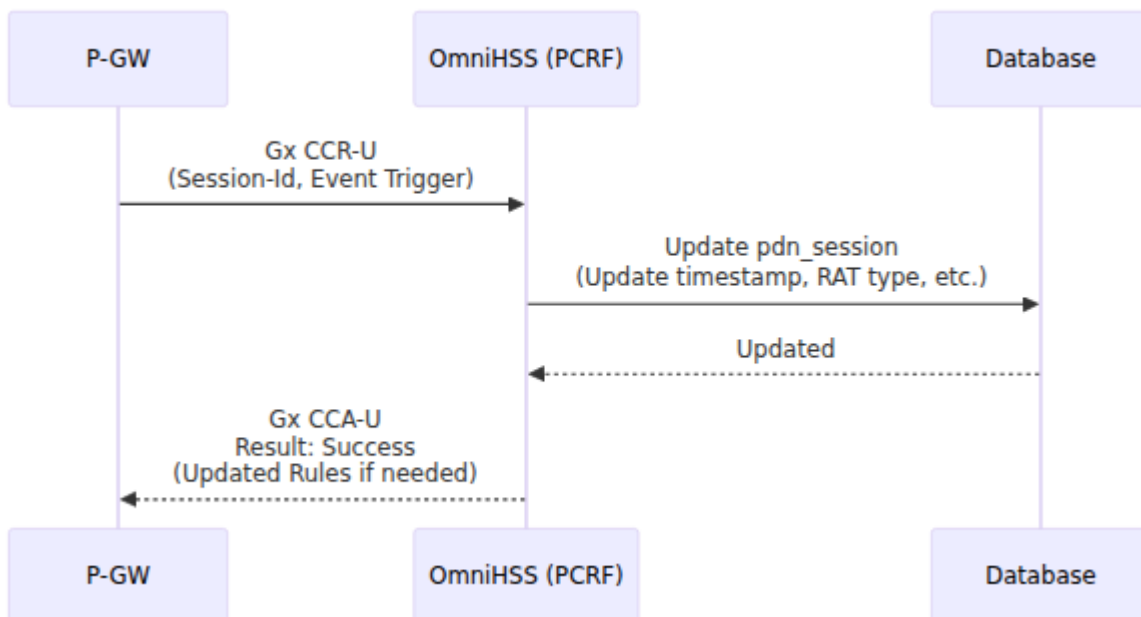 P-GW
OmniHSS (PCRF)
Database
Gx CCR-U
(Session-Id, Event Trigger)
Update pdn_session
(Update timestamp, RAT type, etc.)
Updated
Gx CCA-U
Result: Success
(Updated Rules if needed)
P-GW
OmniHSS (PCRF)
Database